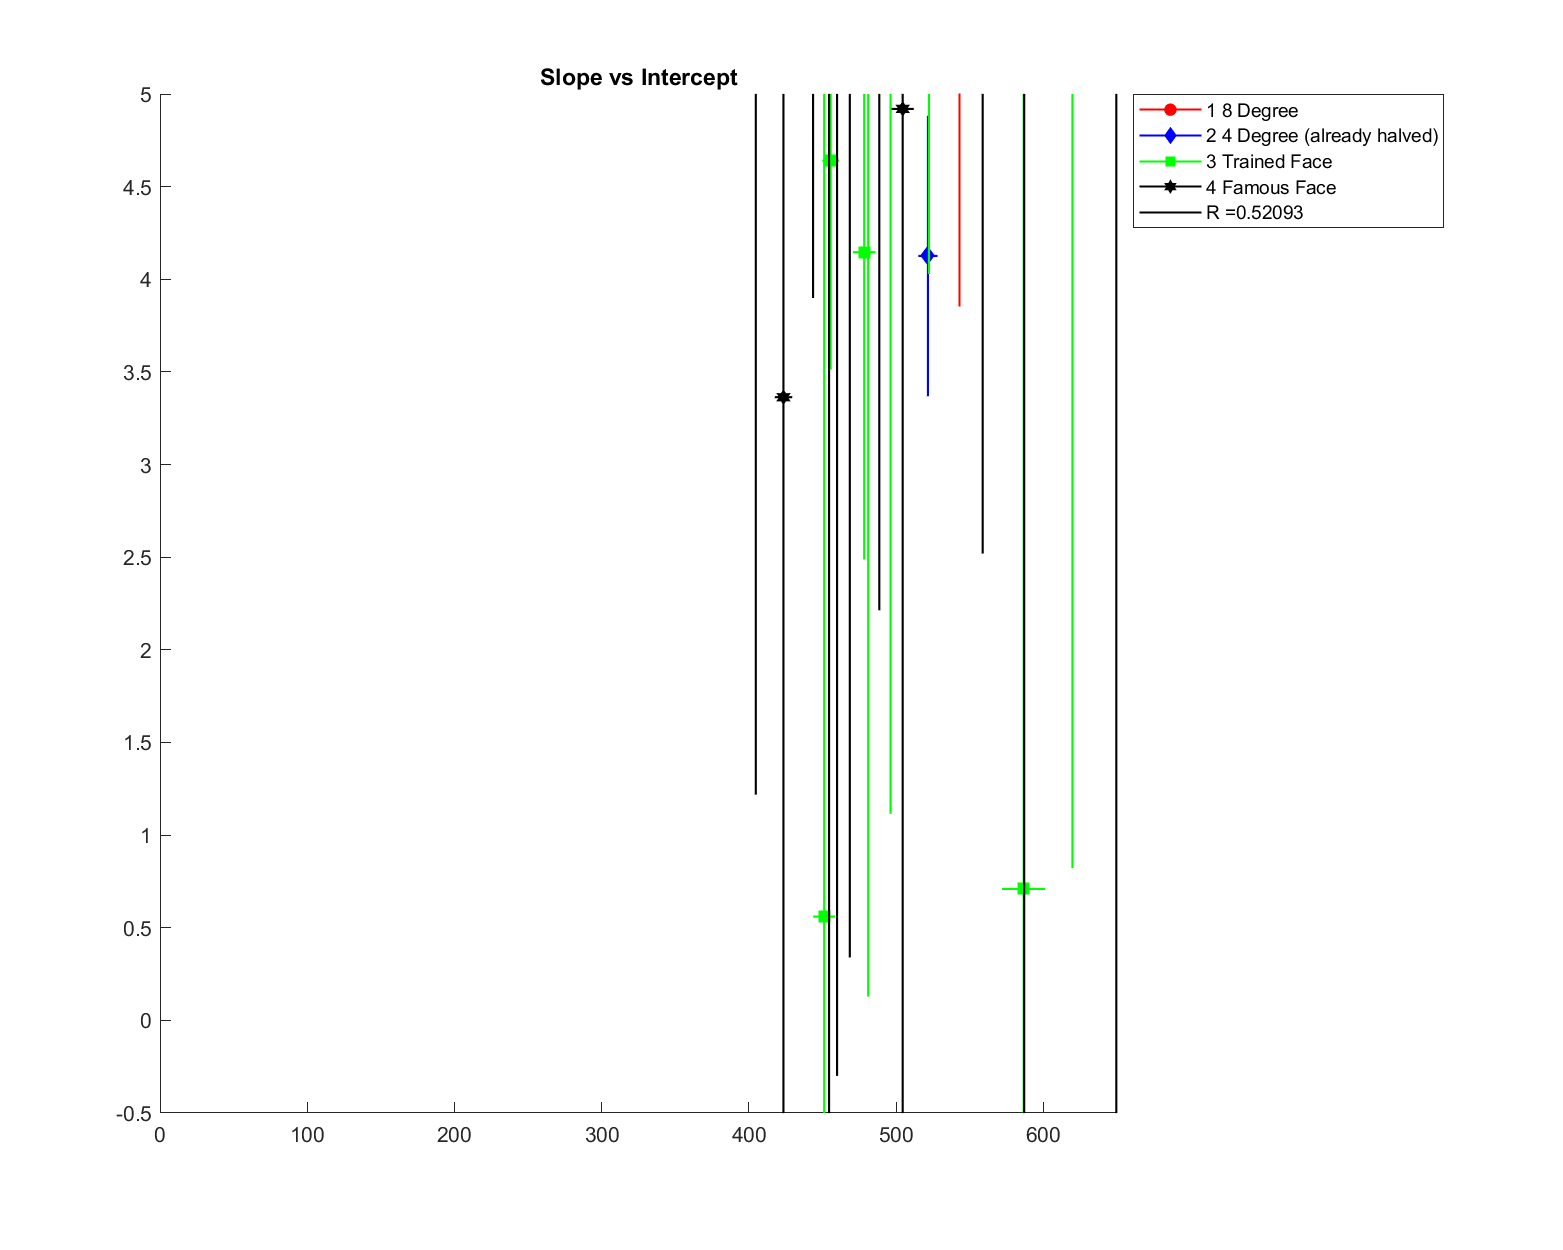 Slope vs Intercept
5
4.5
4
3.5
3
2.5
2
1.5
1
0.5
0
-0.5
0 100 200 300 400 500 600
1 8 Degree
2 4 Degree (already halved)
3 Trained Face
4 Famous Face
R =0.52093